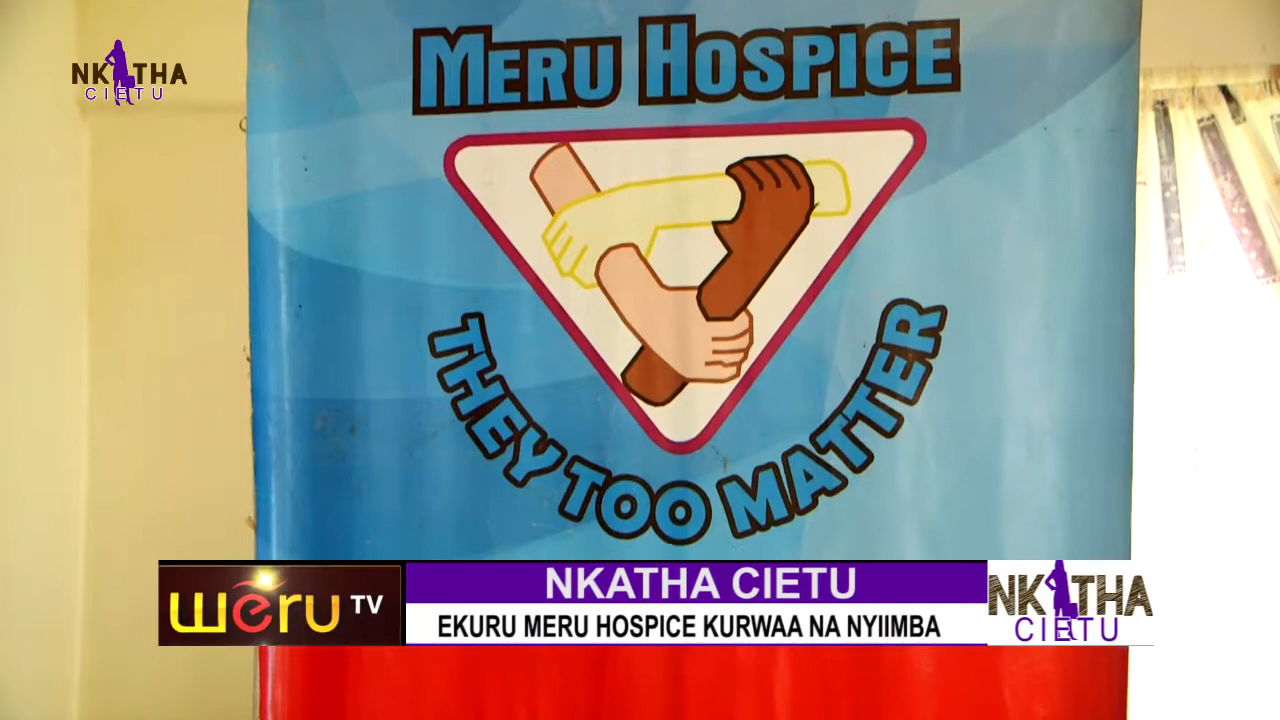 NKATHA
CIETU
MERU HOSPICE
THEY TOO MATTER
weru TV
NKATHA CIETU
EKURU MERU HOSPICE KURWAA NA NYIIMBA
NKATHA
CIETU